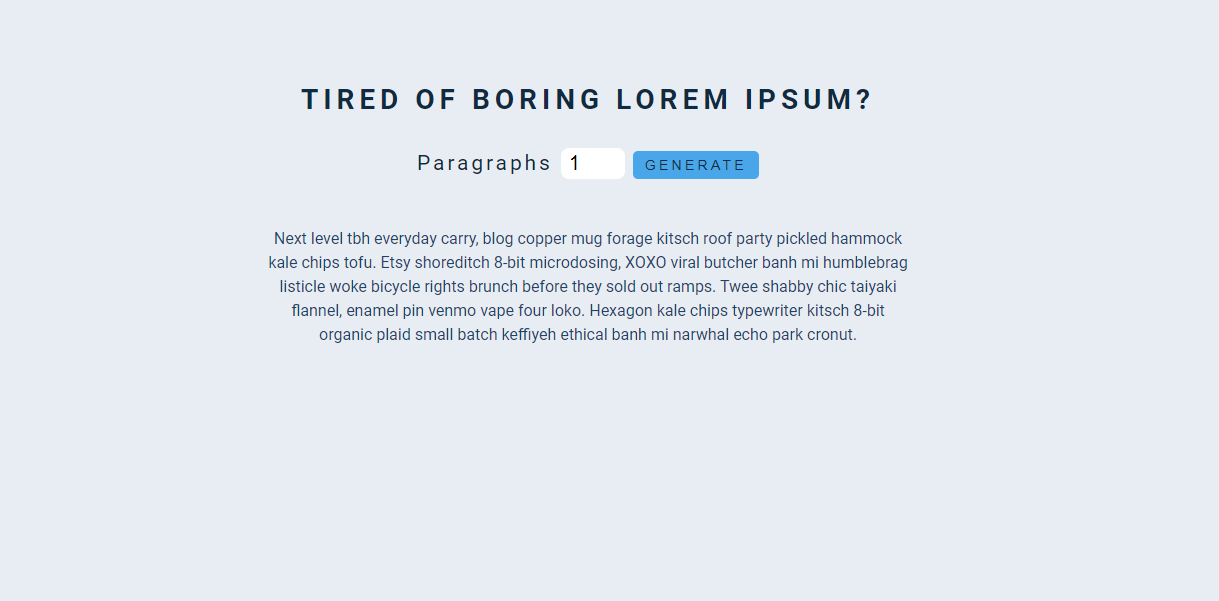 TIRED OF BORING LOREM IPSUM?
Paragraphs 1 GENERATE
Next level tbh everyday carry, blog copper mug forage kitsch roof party pickled hammock
kale chips tofu. Etsy shoreditch 8-bit microdosing, XOXO viral butcher banh mi humblebrag
listicle woke bicycle rights brunch before they sold out ramps. Twee shabby chic taiyaki
flannel, enamel pin venmo vape four loko. Hexagon kale chips typewriter kitsch 8-bit
organic plaid small batch keffiyeh ethical banh mi narwhal echo park cronut.